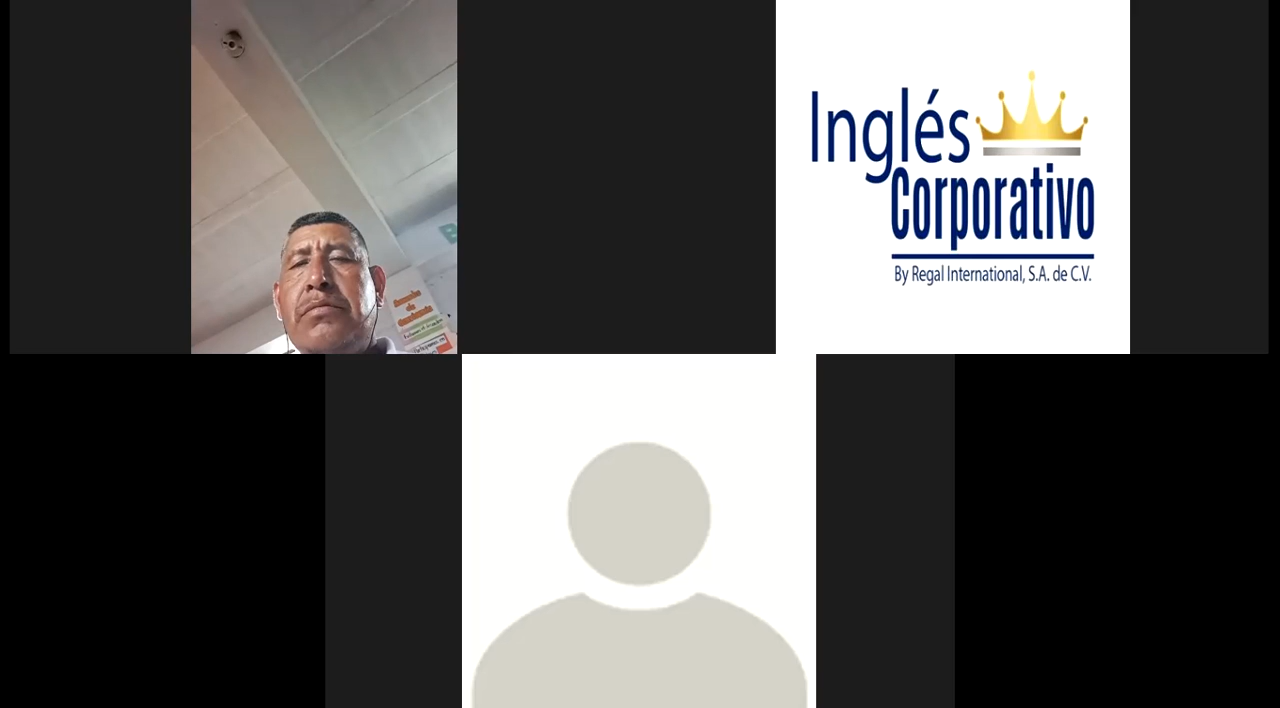 Inglés
Corporativo
By Regal International, S.A. de C.V.